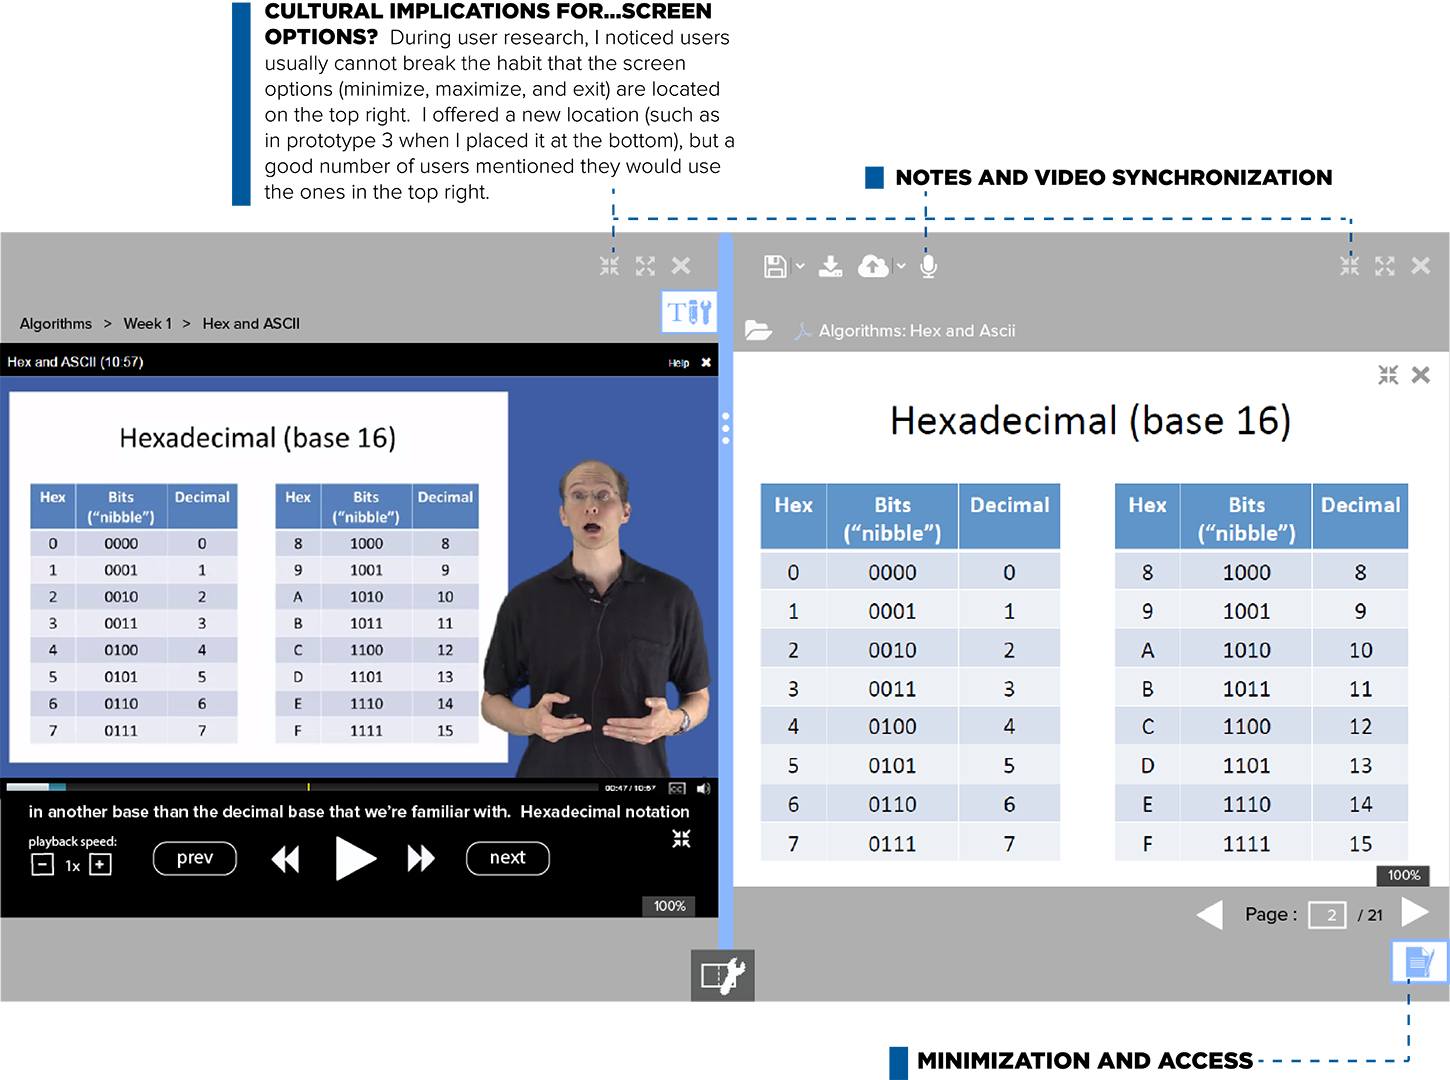 CULTURAL IMPLICATIONS FOR...SCREEN
OPTIONS? During user research, I noticed users
usually cannot break the habit that the screen
options (minimize, maximize, and exit) are located
on the top right. I offered a new location (such as
in prototype 3 when I placed it at the bottom), but a
good number of users mentioned they would use
the ones in the top right.
NOTES AND VIDEO SYNCHRONIZATION
T
Algorithms > Week 1 > Hex and ASCII
Hex and ASCII (10:57)
Help
Hexadecimal (base 16)
Hex Bits Decimal Hex Bits Decimal
("nibble") ("nibble")
0 0000 0 8 1000 8
1 0001 1 9 1001 9
2 0010 2 A 1010 10
3 0011 3 B 1011 11
4 0100 4 C 1100 12
5 0101 5 D 1101 13
6 0110 6 E 1110 14
7 0111 7 F 1111 15
00:47 / 10:57 CC
in another base than the decimal base that we're familiar with. Hexadecimal notation
playback speed:
1x
prev
next
100%
Algorithms: Hex and Ascii
Hexadecimal (base 16)
Hex Bits Decimal Hex Bits Decimal
("nibble") ("nibble")
0 0000 0 8 1000 8
1 0001 1 9 1001 9
2 0010 2 A 1010 10
3 0011 3 B 1011 11
4 0100 4 C 1100 12
5 0101 5 D 1101 13
6 0110 6 E 1110 14
7 0111 7 F 1111 15
100%
Page : 2 / 21
MINIMIZATION AND ACCESS